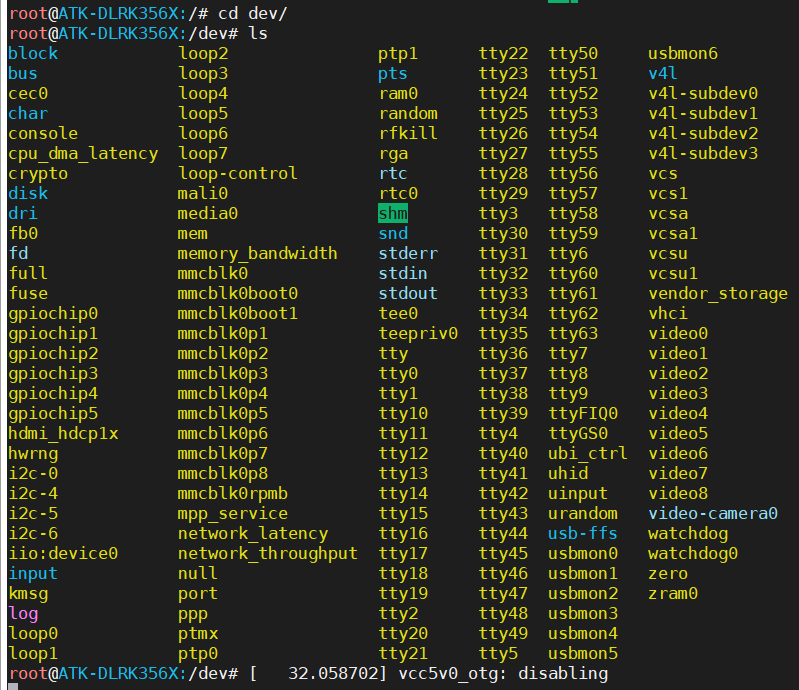 root@ATK-DLRK356X:/# cd dev/
root@ATK-DLRK356X:/dev# ls
block loop2 ptp1 tty22 tty50 usbmon6
bus loop3 pts tty23 tty51 v4l
cec0 loop4 ram0 tty24 tty52 v4l-subdev0
char loop5 random tty25 tty53 v4l-subdev1
console loop6 rfkill tty26 tty54 v4l-subdev2
cpu_dma_latency loop7 rga tty27 tty55 v4l-subdev3
crypto loop-control rtc tty28 tty56 vcs
disk mali0 rtc0 tty29 tty57 vcs1
dri media0 shm tty3 tty58 vcsa
fb0 mem snd tty30 tty59 vcsa1
fd memory_bandwidth stderr tty31 tty6 vcsu
full mmcblk0 stdin tty32 tty60 vcsu1
fuse mmcblk0boot0 stdout tty33 tty61 vendor_storage
gpiochip0 mmcblk0boot1 tee0 tty34 tty62 vhci
gpiochip1 mmcblk0p1 teepriv0 tty35 tty63 video0
gpiochip2 mmcblk0p2 tty tty36 tty7 video1
gpiochip3 mmcblk0p3 tty0 tty37 tty8 video2
gpiochip4 mmcblk0p4 tty1 tty38 tty9 video3
gpiochip5 mmcblk0p5 tty10 tty39 ttyFIQ0 video4
hdmi_hdcp1x mmcblk0p6 tty11 tty4 ttyGS0 video5
hwrng mmcblk0p7 tty12 tty40 ubi_ctrl video6
i2c-0 mmcblk0p8 tty13 tty41 uhid video7
i2c-4 mmcblk0rpmb tty14 tty42 uinput video8
i2c-5 mpp_service tty15 tty43 urandom video-camera0
i2c-6 network_latency tty16 tty44 usb-ffs watchdog
iio:device0 network_throughput tty17 tty45 usbmon0 watchdog0
input null tty18 tty46 usbmon1 zero
kmsg port tty19 tty47 usbmon2 zram0
log ppp tty2 tty48 usbmon3
loop0 ptmx tty20 tty49 usbmon4
loop1 ptp0 tty21 tty5 usbmon5
root@ATK-DLRK356X:/dev# [   32.058702] vcc5v0_otg: disabling